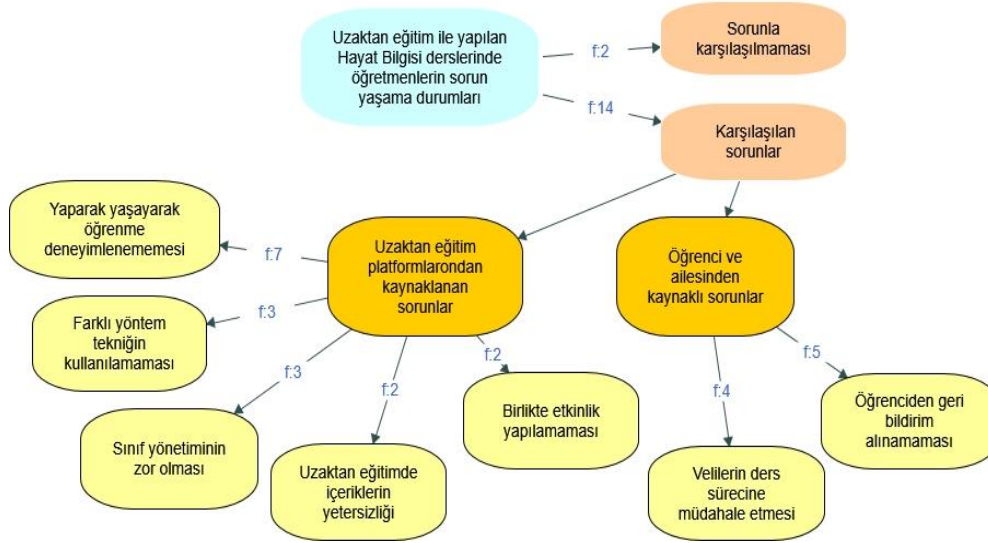 Uzaktan eğitim ile yapılan
Hayat Bilgisi derslerinde
öğretmenlerin sorun
yaşama durumları
f:2
Sorunla
karşılaşılmaması
f:14
Karşılaşılan
sorunlar
Yaparak yaşayarak
öğrenme
deneyimlenememesi
f:7
Uzaktan eğitim
platformlarondan
kaynaklanan
sorunlar
Öğrenci ve
ailesinden
kaynaklı sorunlar
Farklı yöntem
tekniğin
kullanılamaması
f:3
f:3
f:2
f:2
f:4
f:5
Sınıf yönetiminin
zor olması
Uzaktan eğitimde
içeriklerin
yetersizliği
Birlikte etkinlik
yapılamaması
Velilerin ders
sürecine
müdahale etmesi
Öğrenciden geri
bildirim
alınamaması